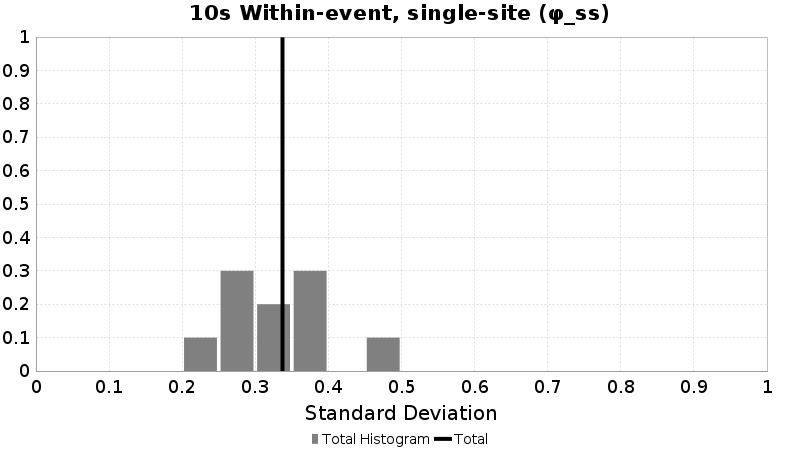 10s Within-event, single-site (φ_ss)
1
0.9
0.8
0.7
0.6
0.5
0.4
0.3
0.2
0.1
0
0 0.1 0.2 0.3 0.4 0.5 0.6 0.7 0.8 0.9 1
Standard Deviation
Total Histogram Total